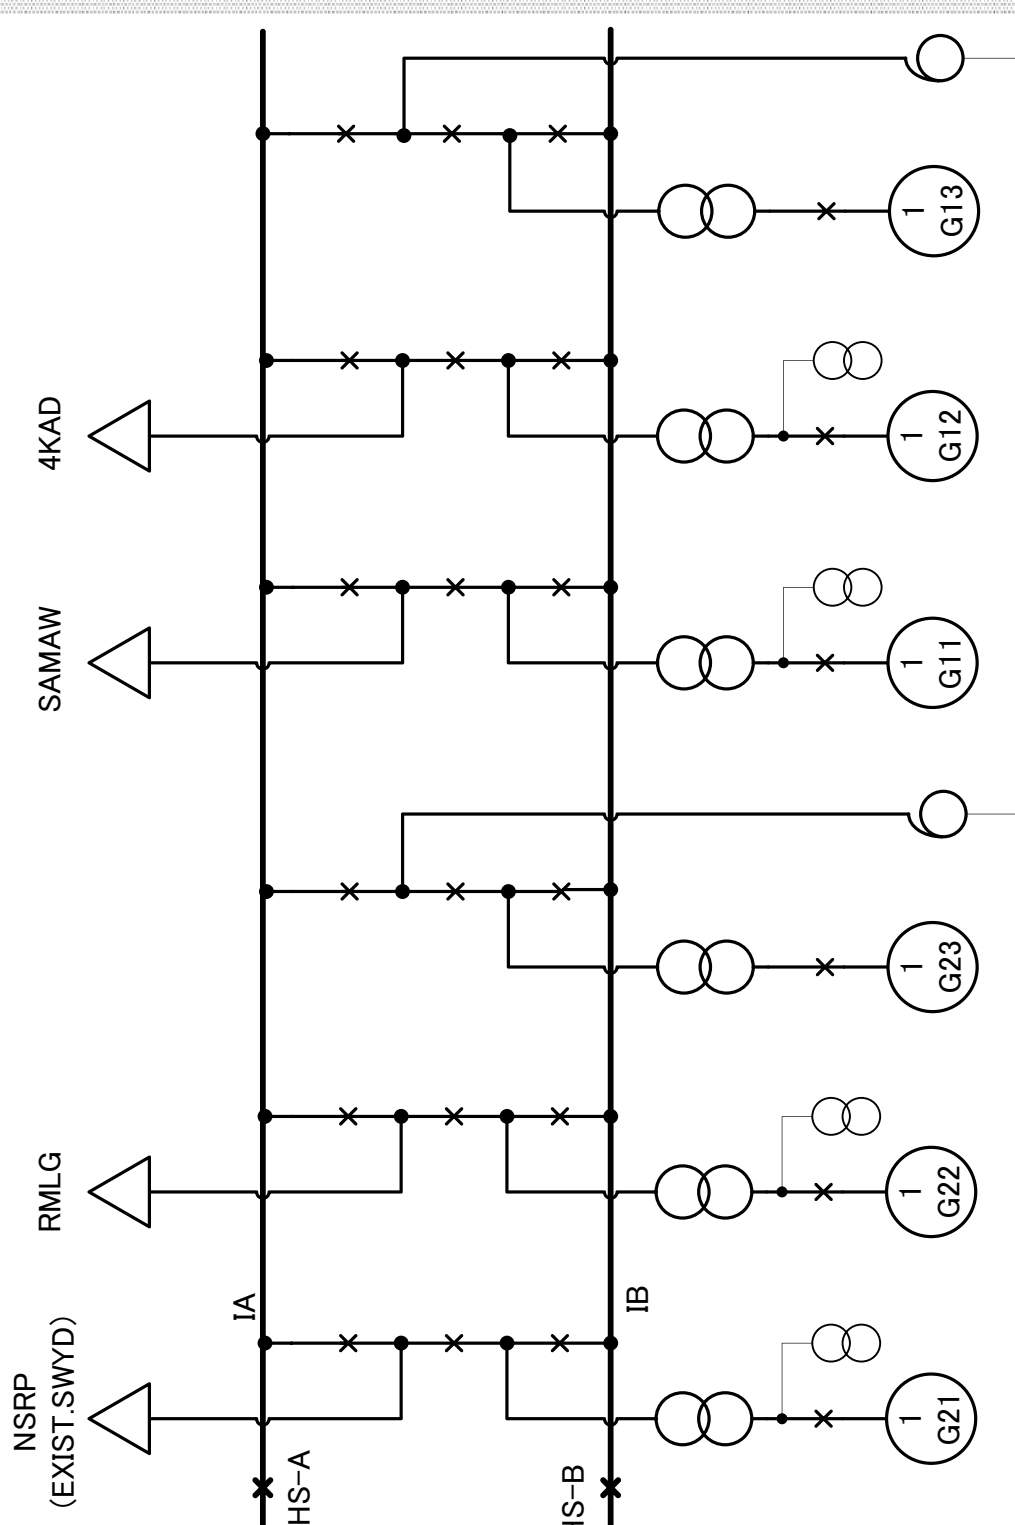 NSRP
(EXIST.SWYD)
RMLG
SAMAW
4KAD
HS-A
IA
IS-B
IB
1
G21
1
G22
1
G23
1
G11
1
G12
1
G13